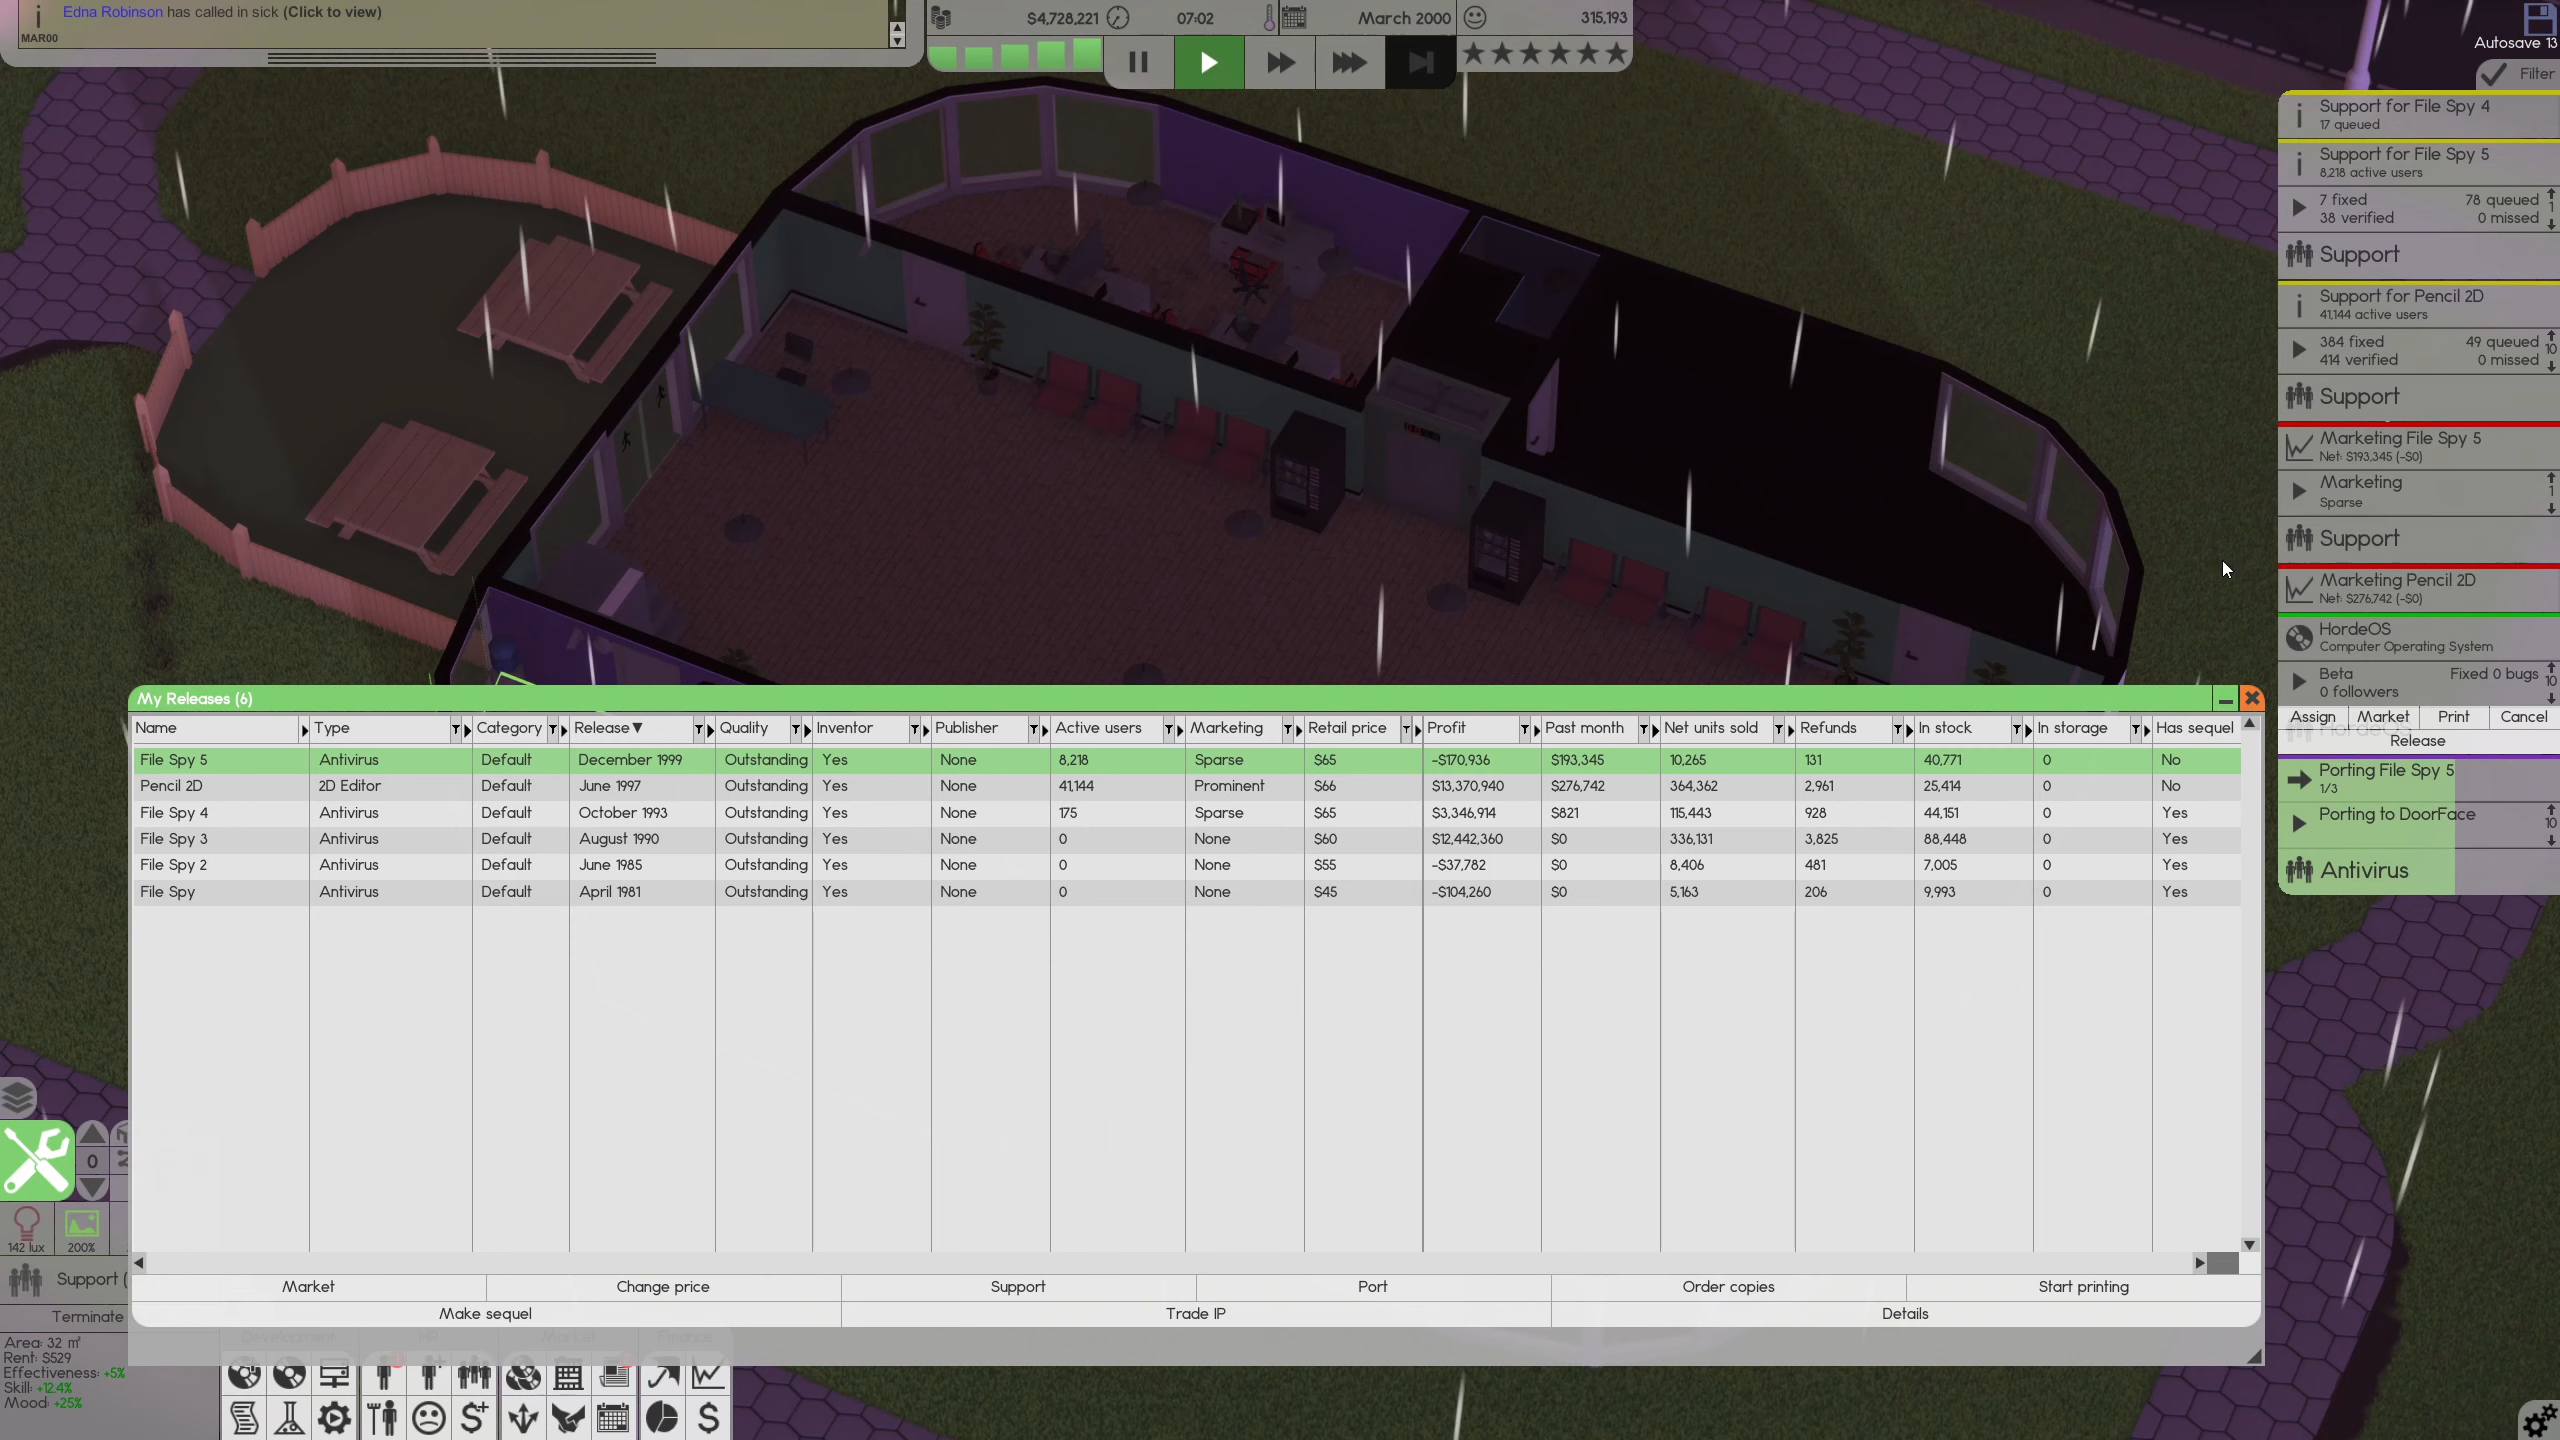 Edna Robinson has called in sick (Click to view)
MAR00
$4,728,221
07:02
March 2000
315,193
Autosave 13
Filter
Support for File Spy 4
17 queued
Support for File Spy 5
8,218 active users
7 fixed 78 queued
38 verified 0 missed
1
Support
Support for Pencil 2D
41,144 active users
384 fixed 49 queued
414 verified 0 missed
10
Support
Marketing File Spy 5
Net: $193,345 (-$0)
Marketing
Sparse
1
Support
Marketing Pencil 2D
Net: $276,742 (-$0)
HordeOS
Computer Operating System
Beta Fixed 0 bugs
0 followers
10
Assign Market Print Cancel
Release
Porting File Spy 5
1/3
Porting to DoorFace
10
Antivirus
My Releases (6)
Name Type Category Release Quality Inventor Publisher Active users Marketing Retail price Profit Past month Net units sold Refunds In stock In storage Has sequel
File Spy 5 Antivirus Default December 1999 Outstanding Yes None 8,218 Sparse $65 -$170,936 $193,345 10,265 131 40,771 0 No
Pencil 2D 2D Editor Default June 1997 Outstanding Yes None 41,144 Prominent $66 $13,370,940 $276,742 364,362 2,961 25,414 0 No
File Spy 4 Antivirus Default October 1993 Outstanding Yes None 175 Sparse $65 $3,346,914 $821 115,443 928 44,151 0 Yes
File Spy 3 Antivirus Default August 1990 Outstanding Yes None 0 None $60 $12,442,360 $0 336,131 3,825 88,448 0 Yes
File Spy 2 Antivirus Default June 1985 Outstanding Yes None 0 None $55 -$37,782 $0 8,406 481 7,005 0 Yes
File Spy Antivirus Default April 1981 Outstanding Yes None 0 None $45 -$104,260 $0 5,163 206 9,993 0 Yes
Market Change price Support Port Order copies Start printing
Make sequel Trade IP Details
0
142 lux 200%
Support (
Terminate
Area: 32 m²
Rent: $529
Effectiveness: +5%
Skill: +12.4%
Mood: +25%
Development HR Market Finance